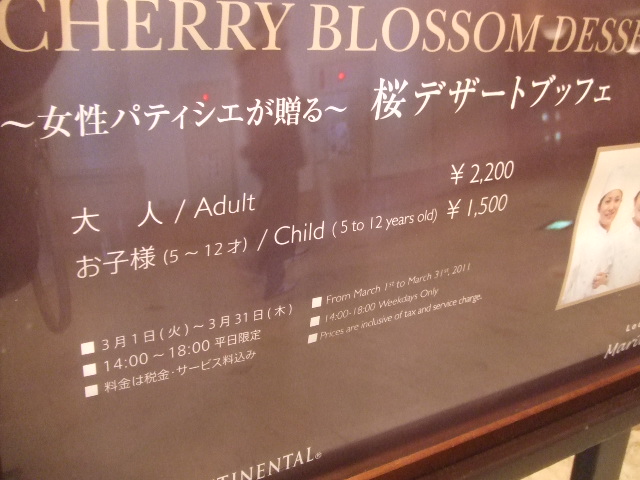 CHERRY BLOSSOM
～女性パティシエが贈る～ 桜デザートブッフェ
大 人 / Adult ¥ 2,200
お子様 (5 ～ 12 才) / Child ( 5 to 12 years old) ¥ 1,500
■ 3月1日(火)～3月31日(木)
■ 14:00～18:00 平日限定
■ 料金は税金･サービス料込み
■ From March 1st to March 31st, 2011
■ 14:00-18:00 Weekdays Only
■ Prices are inclusive of tax and service charge.